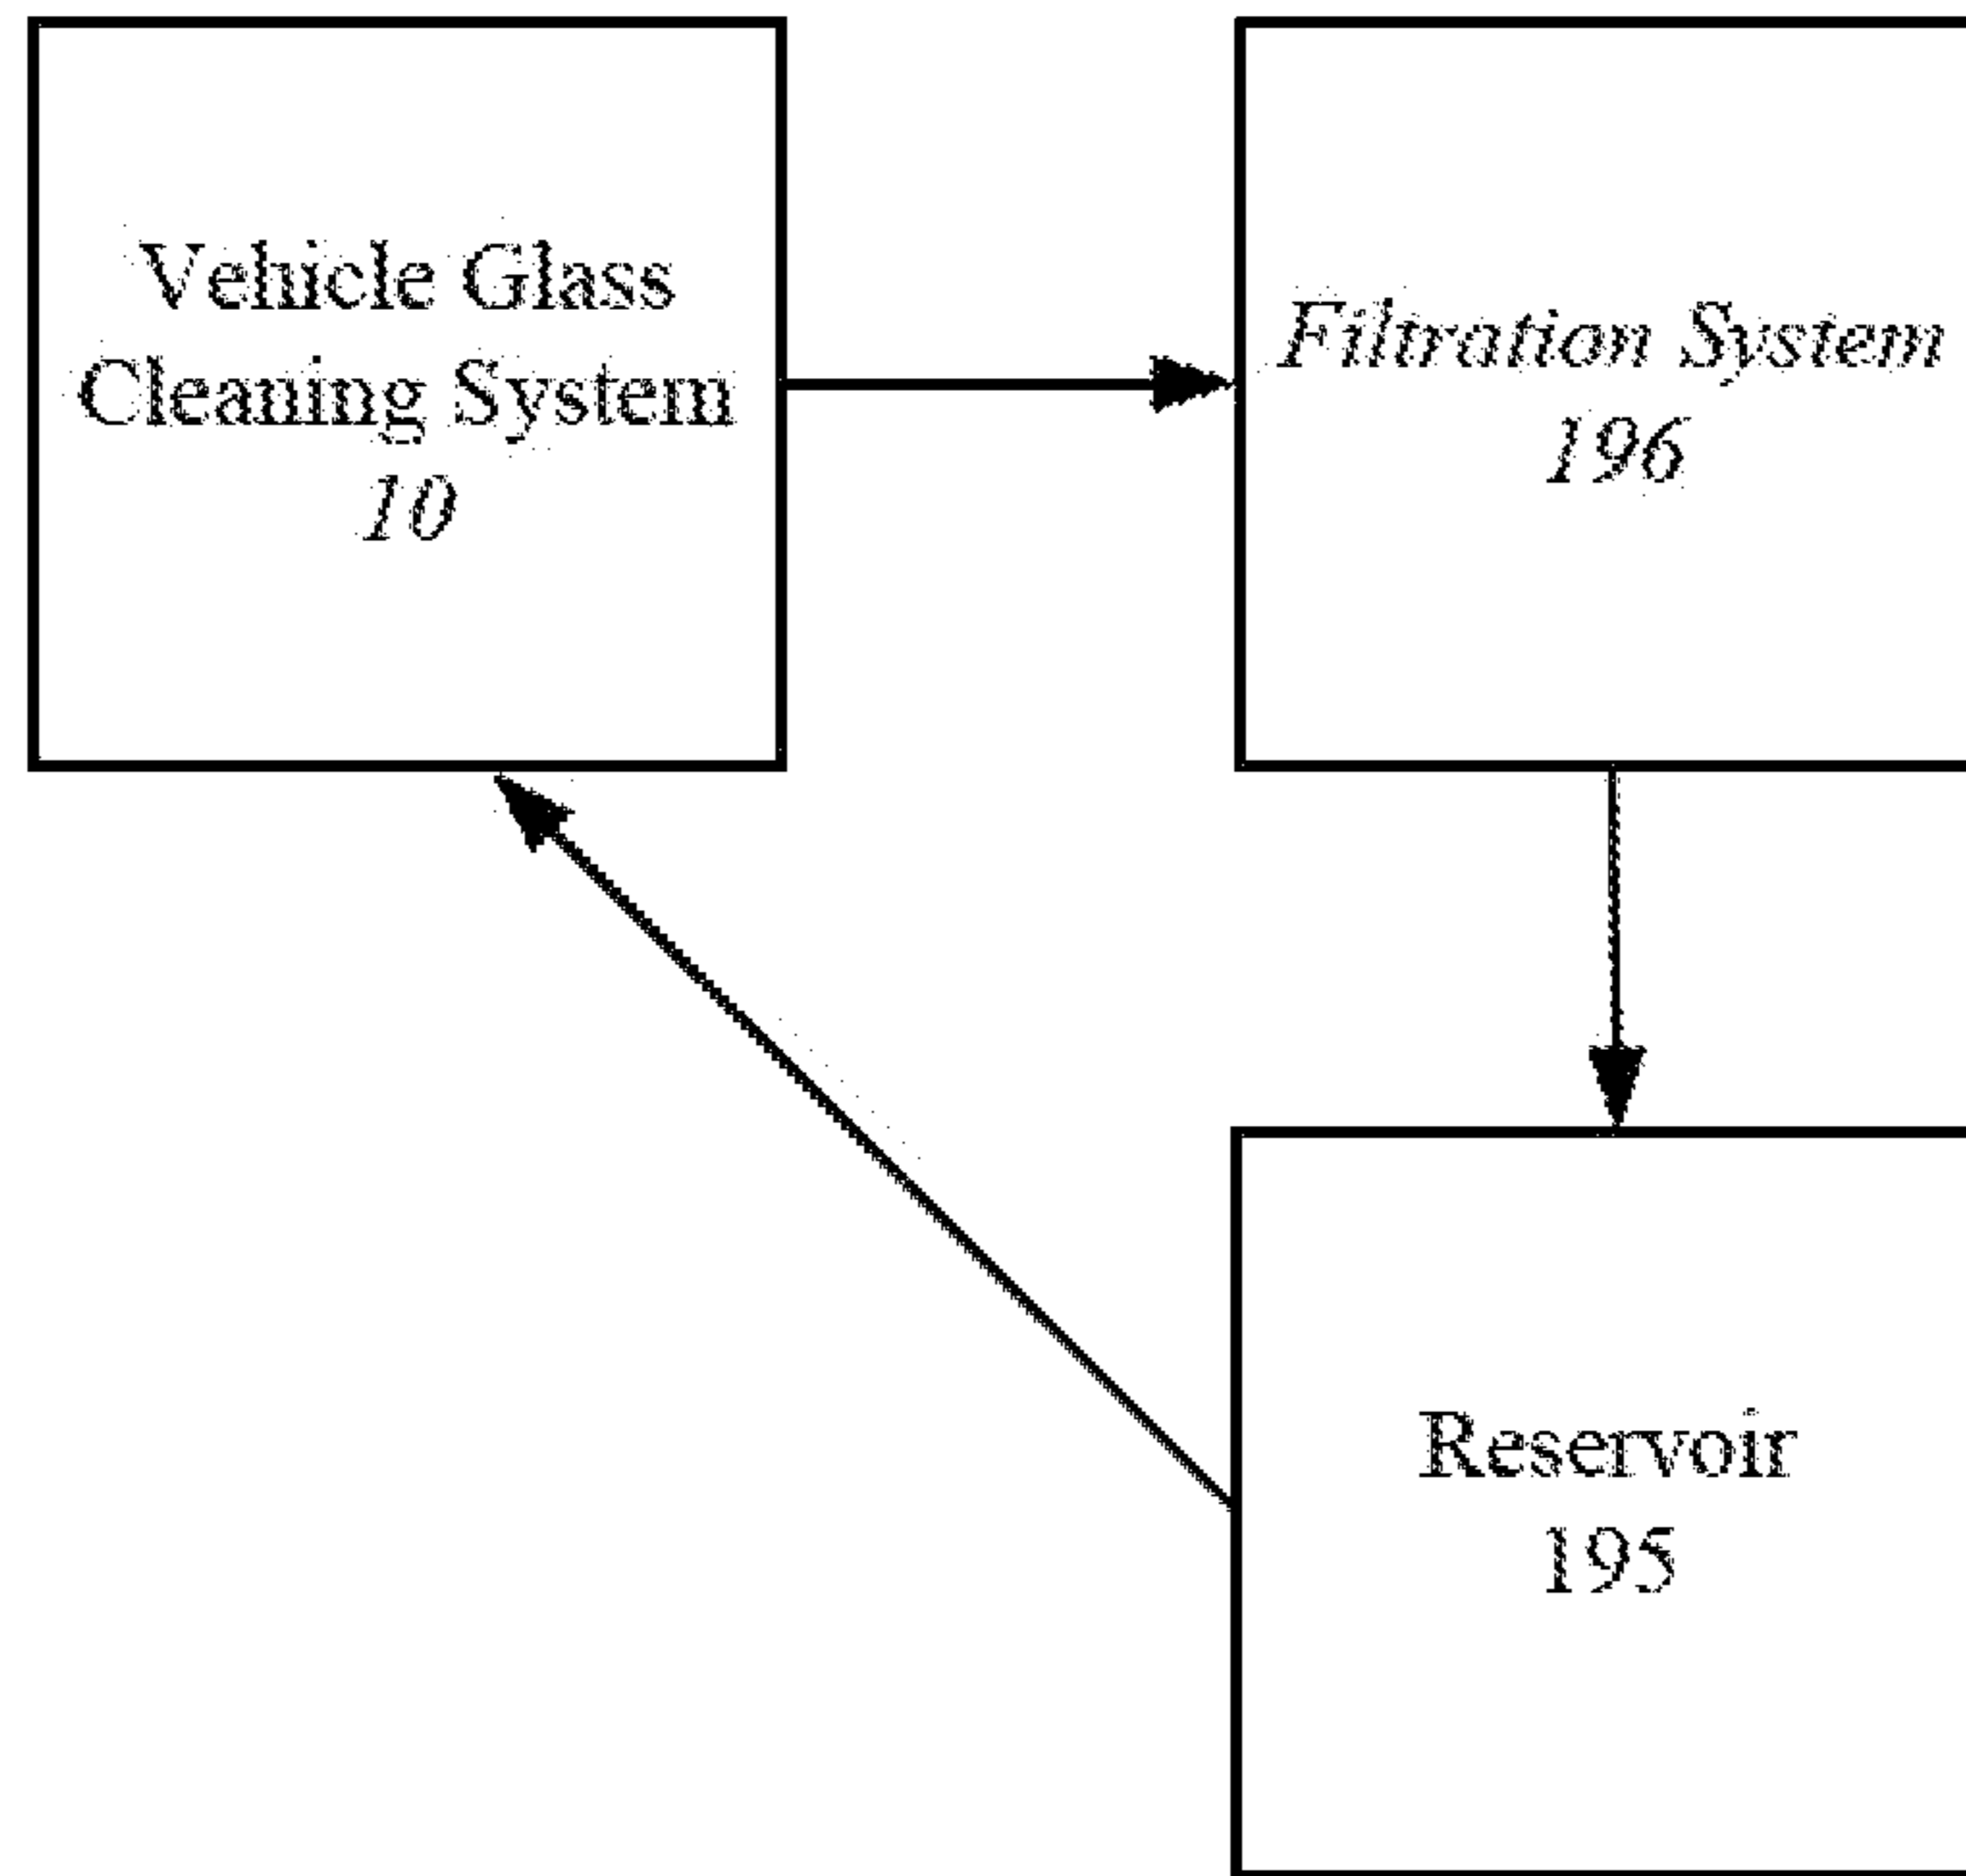 Vehicle Glass
Cleaning System
10
Filtration System
196
Reservoir
195